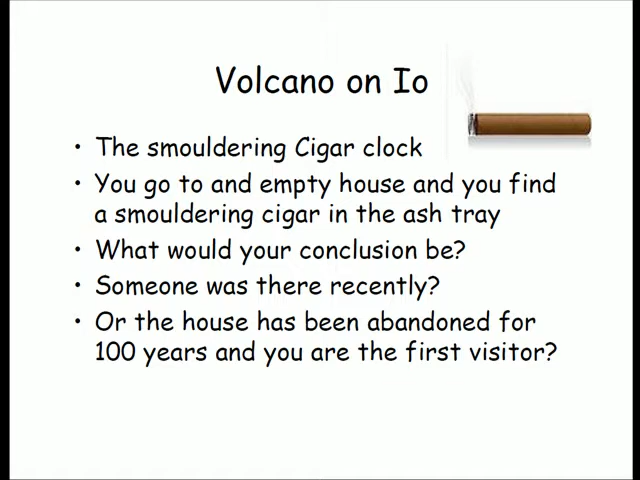 Volcano on Io
• The smouldering Cigar clock
• You go to and empty house and you find
a smouldering cigar in the ash tray
• What would your conclusion be?
• Someone was there recently?
• Or the house has been abandoned for
100 years and you are the first visitor?